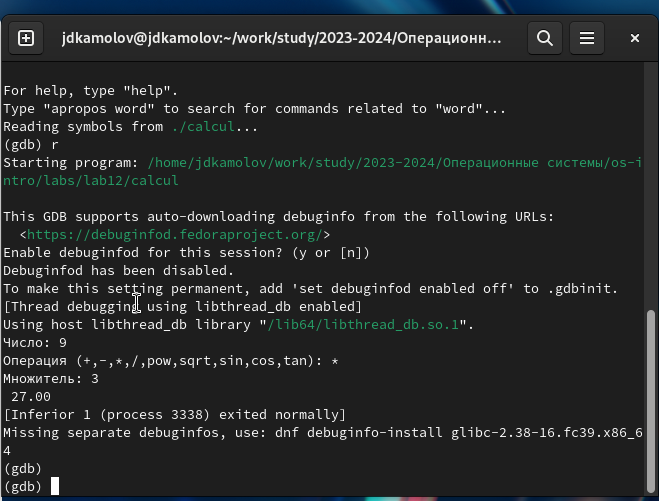 jdkamolov@jdkamolov:~/work/study/2023-2024/Операционн...
For help, type "help".
Type "apropos word" to search for commands related to "word"...
Reading symbols from ./calcul...
(gdb) r
Starting program: /home/jdkamolov/work/study/2023-2024/Операционные системы/os-i
ntro/labs/lab12/calcul
This GDB supports auto-downloading debuginfo from the following URLs:
<https://debuginfod.fedoraproject.org/>
Enable debuginfod for this session? (y or [n])
Debuginfod has been disabled.
To make this setting permanent, add 'set debuginfod enabled off' to .gdbinit.
[Thread debugging using libthread_db enabled]
Using host libthread_db library "/lib64/libthread_db.so.1".
Число: 9
Операция (+,-,*,/,pow,sqrt,sin,cos,tan): *
Множитель: 3
27.00
[Inferior 1 (process 3338) exited normally]
Missing separate debuginfos, use: dnf debuginfo-install glibc-2.38-16.fc39.x86_6
4
(gdb)
(gdb)